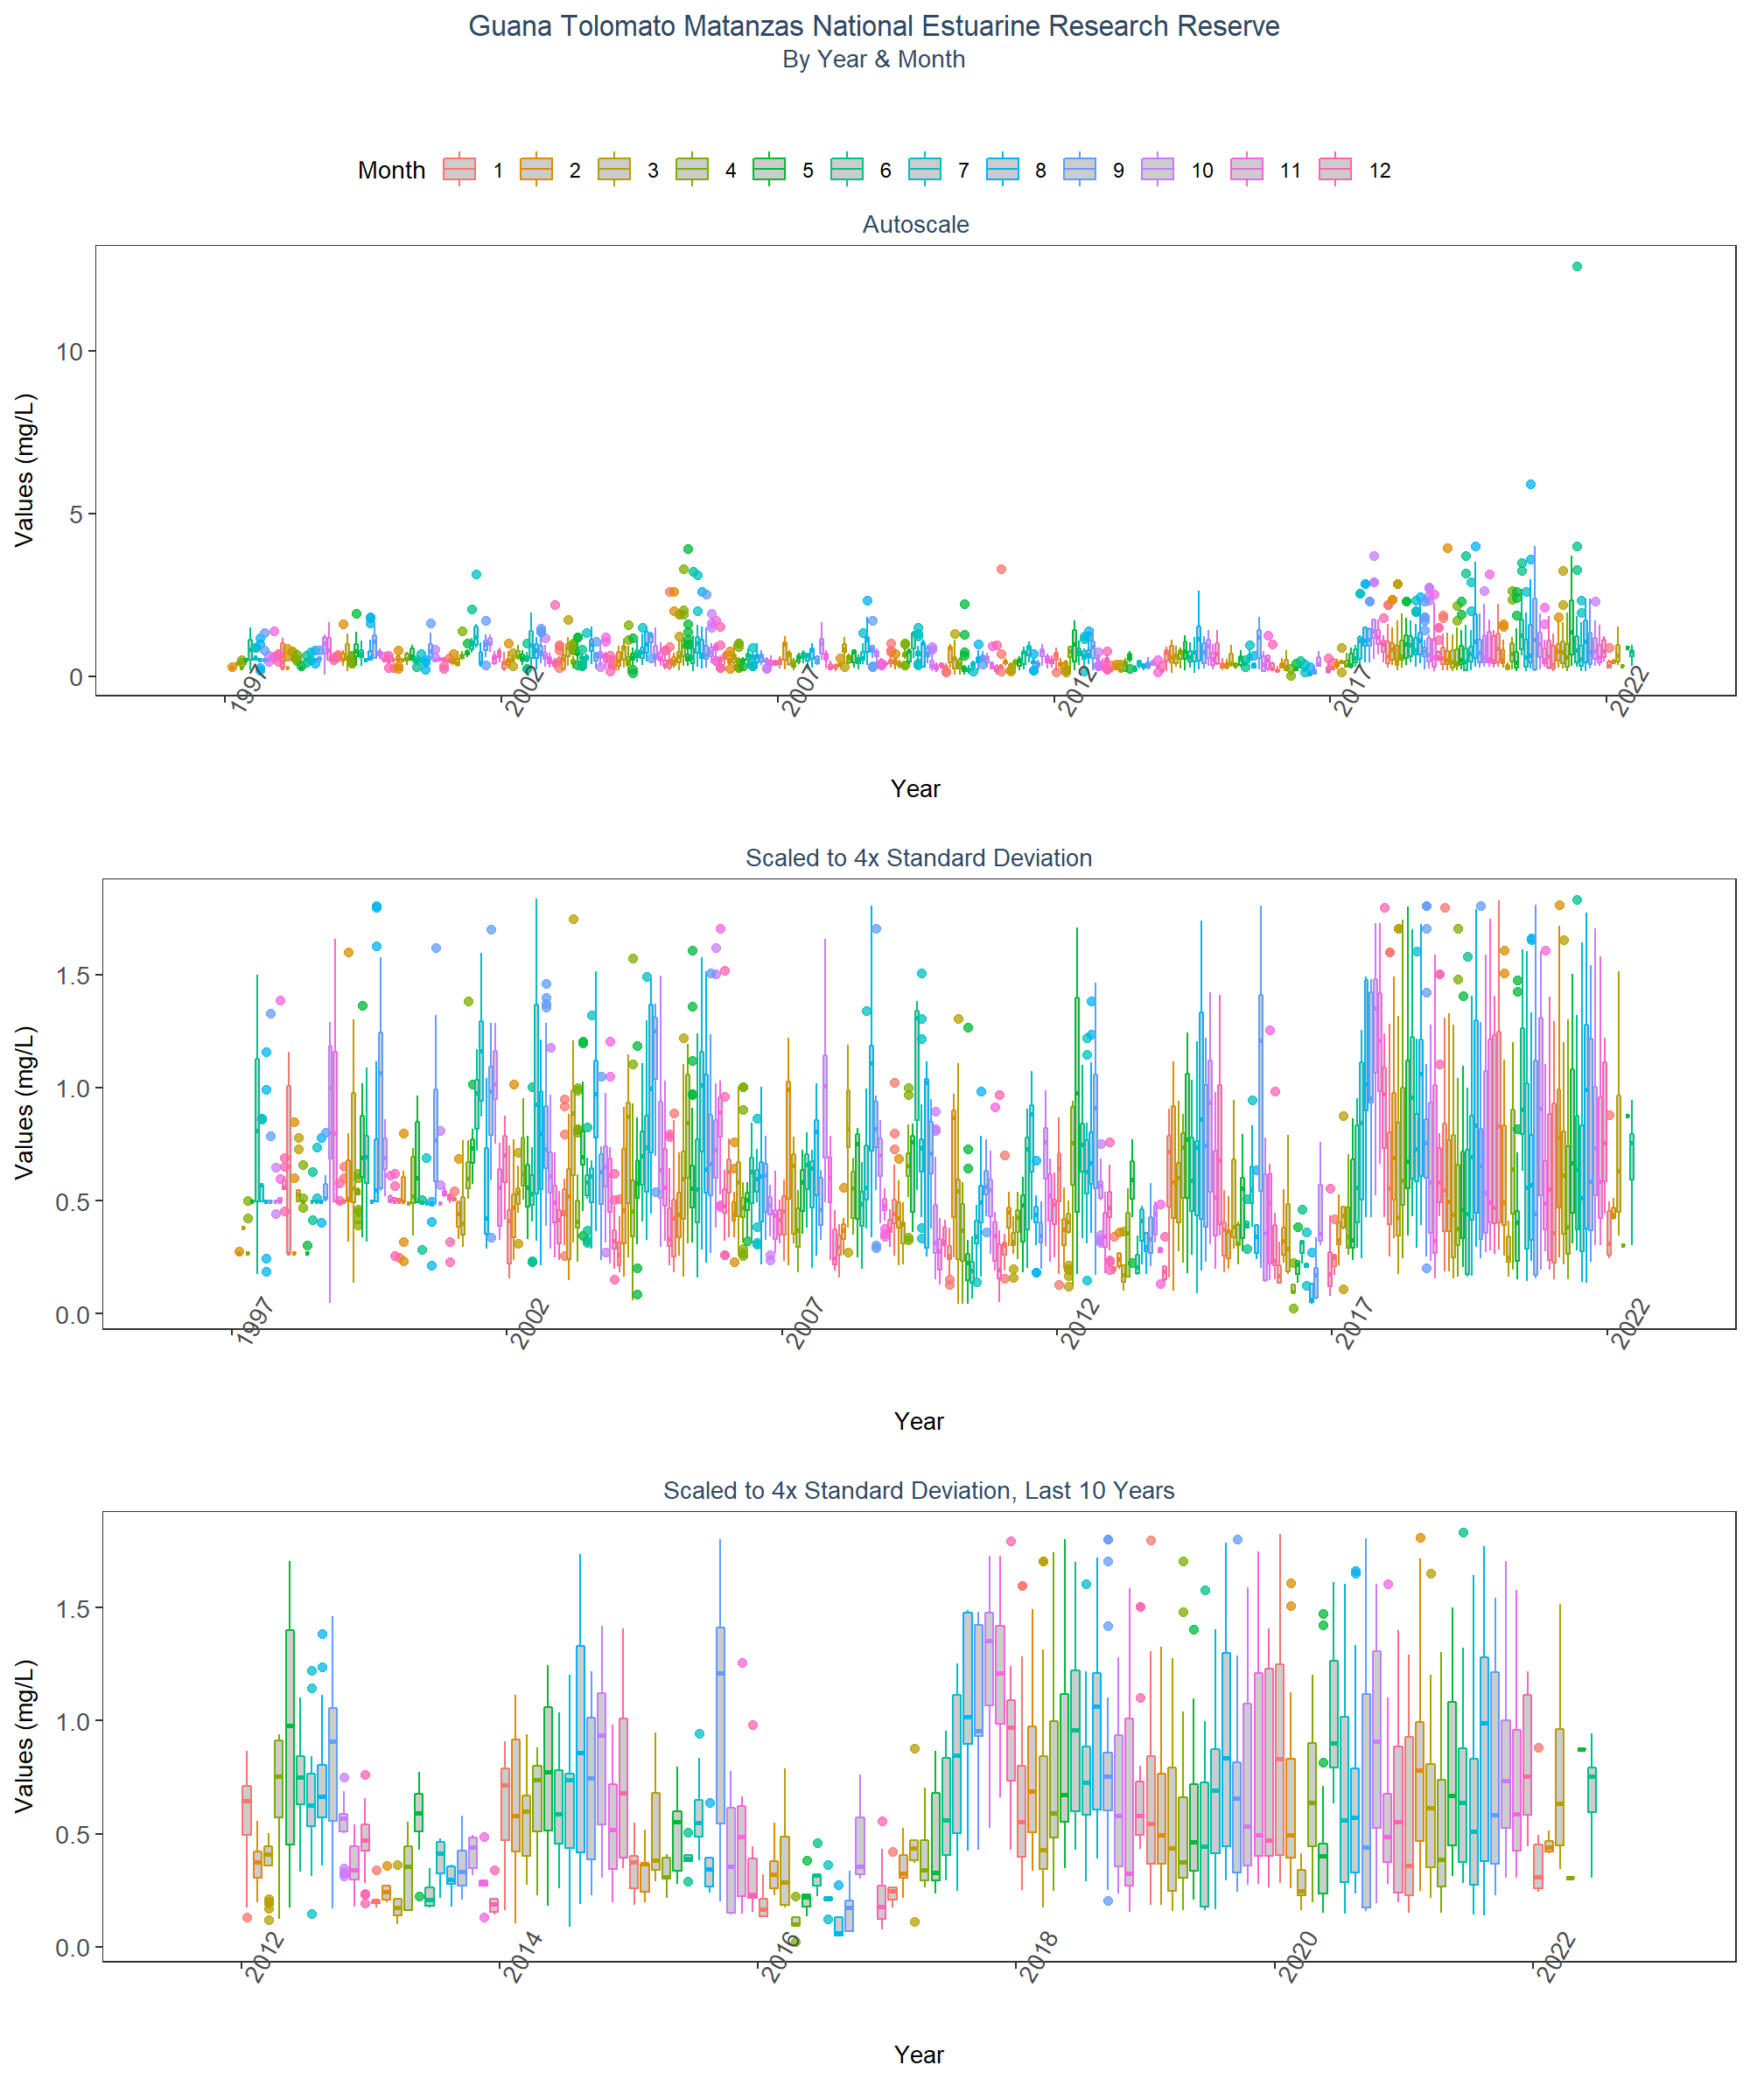 Guana Tolomato Matanzas National Estuarine Research Reserve
By Year & Month
Month 1 2 3 4 5 6 7 8 9 10 11 12
Autoscale
Values (mg/L)
10
5
0
1997 2002 2007 2012 2017 2022
Year
Scaled to 4x Standard Deviation
Values (mg/L)
1.5
1.0
0.5
0.0
1997 2002 2007 2012 2017 2022
Year
Scaled to 4x Standard Deviation, Last 10 Years
Values (mg/L)
1.5
1.0
0.5
0.0
2012 2014 2016 2018 2020 2022
Year